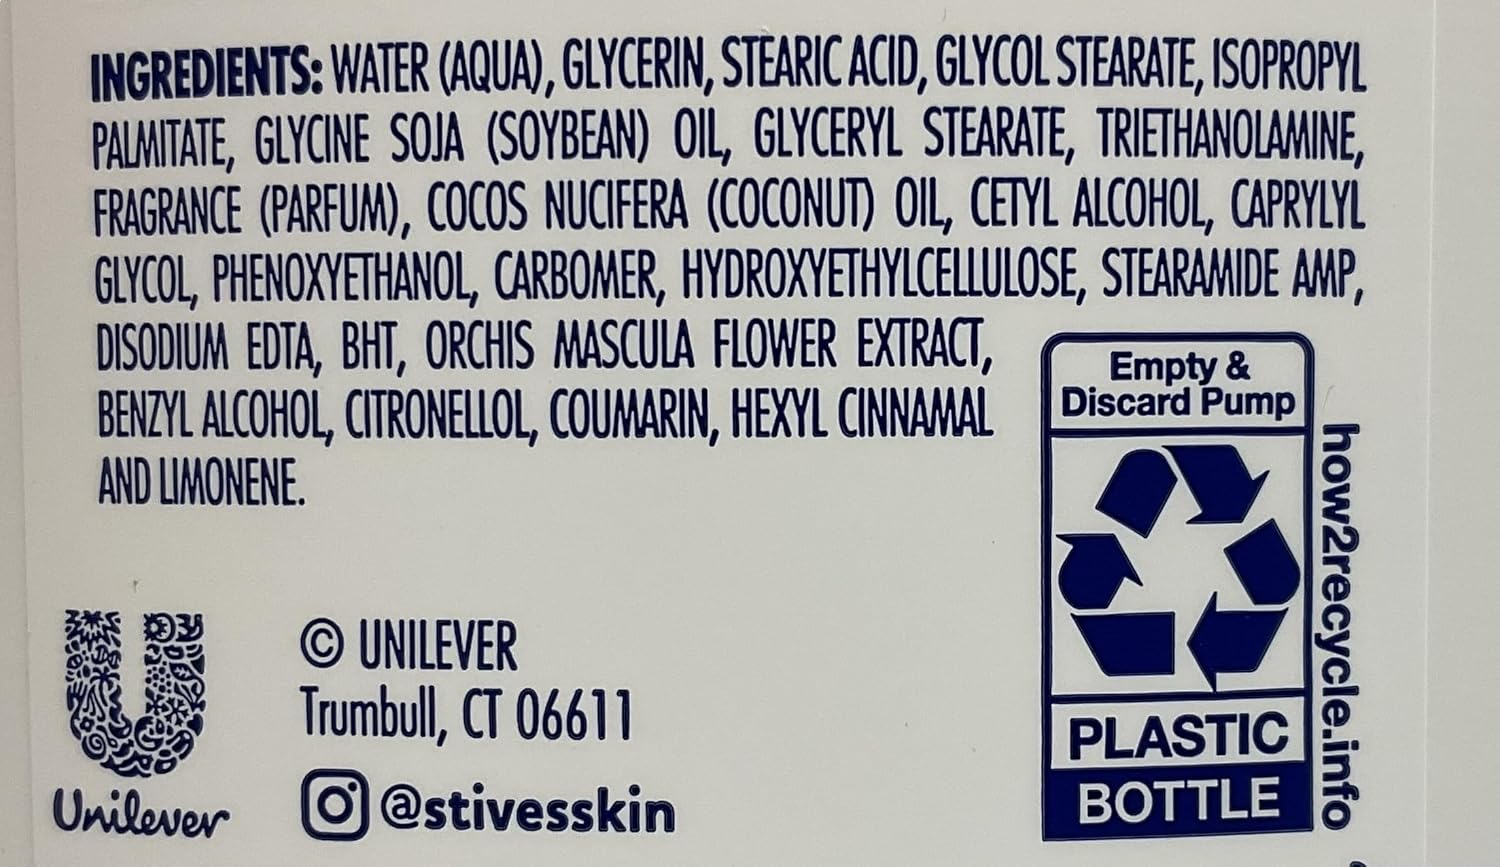 INGREDIENTS: WATER (AQUA), GLYCERIN, STEARIC ACID, GLYCOL STEARATE, ISOPROPYL
PALMITATE, GLYCINE SOJA (SOYBEAN) OIL, GLYCERYL STEARATE, TRIETHANOLAMINE,
FRAGRANCE (PARFUM), COCOS NUCIFERA (COCONUT) OIL, CETYL ALCOHOL, CAPRYLYL
GLYCOL, PHENOXYETHANOL, CARBOMER, HYDROXYETHYLCELLULOSE, STEARAMIDE AMP,
DISODIUM EDTA, BHT, ORCHIS MASCULA FLOWER EXTRACT,
BENZYL ALCOHOL, CITRONELLOL, COUMARIN, HEXYL CINNAMAL
AND LIMONENE.
Empty &
Discard Pump
PLASTIC
BOTTLE
how2recycle.info
© UNILEVER
Trumbull, CT 06611
@stivesskin
Unilever